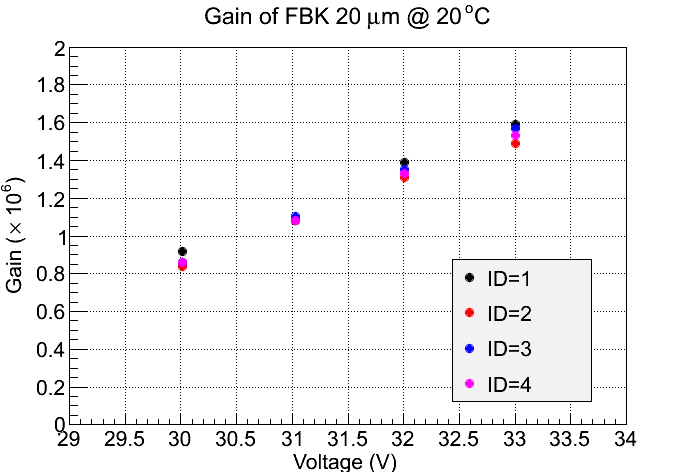 Gain of FBK 20 μm @ 20°C
Gain (× 10⁶)
2
1.8
1.6
1.4
1.2
1
0.8
0.6
0.4
0.2
0
29 29.5 30 30.5 31 31.5 32 32.5 33 33.5 34
Voltage (V)
ID=1
ID=2
ID=3
ID=4